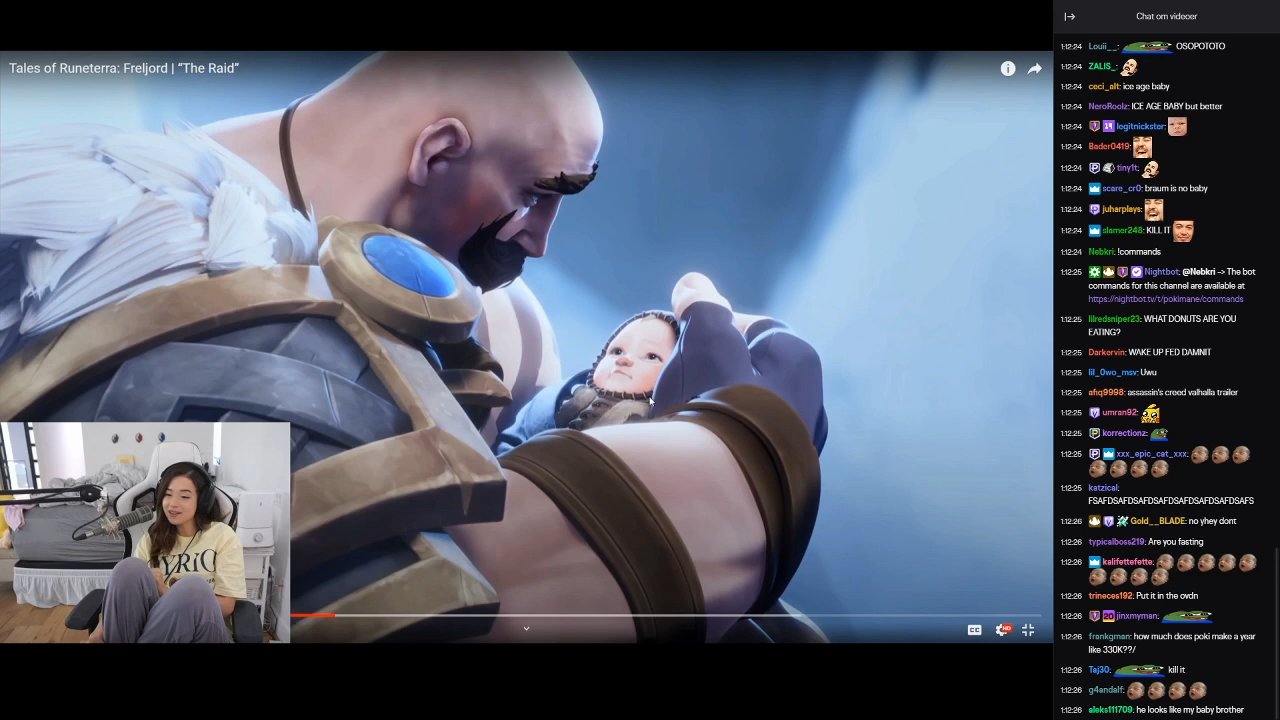 Tales of Runeterra: Freljord | “The Raid”
CC
HD
YRIC
Chat om videoer
1:12:24 Louii__: OSOPOTOTO
1:12:24 ZALIS_:
1:12:24 ceci_alt: ice age baby
1:12:24 NeroRoolz: ICE AGE BABY but better
1:12:24 legitnickster:
1:12:24 Bader0419:
1:12:24 tiny1t:
1:12:24 scare_cr0: braum is no baby
1:12:24 juharplays:
1:12:24 slamer248: KILL IT
1:12:24 Nebkri: !commands
1:12:25 Nightbot: @Nebkri -> The bot
commands for this channel are available at
https://nightbot.tv/t/pokimane/commands
1:12:25 lilredsniper23: WHAT DONUTS ARE YOU
EATING?
1:12:25 Darkervin: WAKE UP FED DAMNIT
1:12:25 lil_0wo_msv: Uwu
1:12:25 afiq9998: assassin's creed valhalla trailer
1:12:25 umran92:
1:12:25 korrectionz:
1:12:25 xxx_epic_cat_xxx:
1:12:25 katzical:
FSAFDSAFDSAFDSAFDSAFDSAFDSAFDSAFS
1:12:26 Gold__BLADE: no yhey dont
1:12:26 typicalboss219: Are you fasting
1:12:26 kalifettefette:
1:12:26 trineces192: Put it in the ovdn
1:12:26 20 jinxmyman:
1:12:26 frankgman: how much does poki make a year
like 330K??/
1:12:26 Taj30: kill it
1:12:26 g4andalf:
1:12:26 aleks111709: he looks like my baby brother